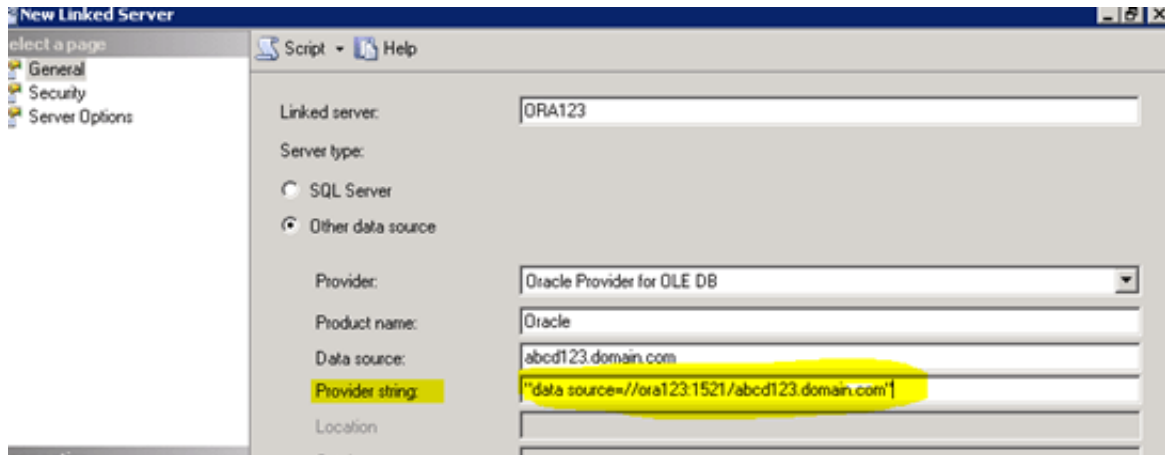 New Linked Server
elect a page
General
Security
Server Options
Script Help
Linked server: ORA123
Server type:
SQL Server
Other data source
Provider: Oracle Provider for OLE DB
Product name: Oracle
Data source: abcd123.domain.com
Provider string: "data source=//ora123:1521/abcd123.domain.com"
Location